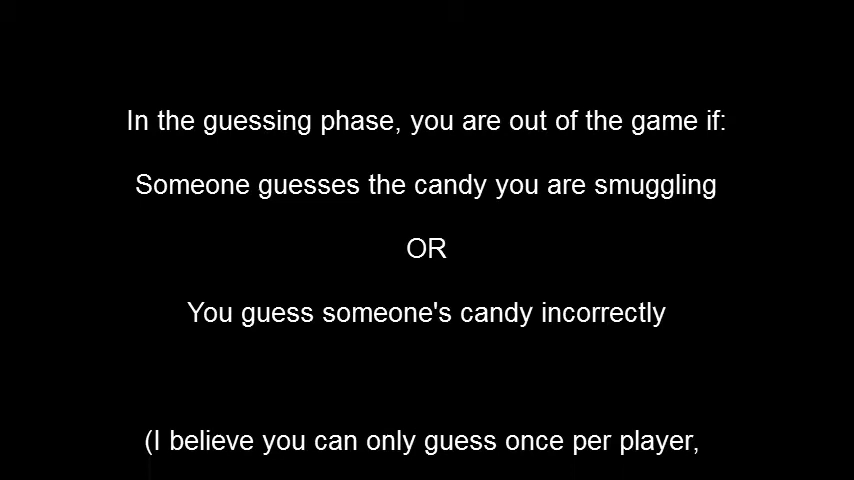 In the guessing phase, you are out of the game if:
Someone guesses the candy you are smuggling
OR
You guess someone's candy incorrectly
(I believe you can only guess once per player,